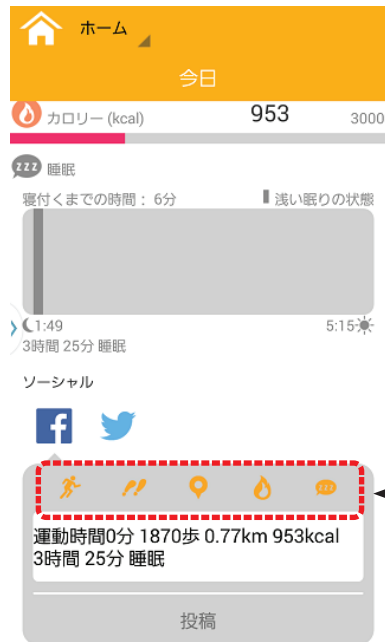 ホーム
今日
カロリー (kcal) 953 3000
zzz 睡眠
寝付くまでの時間： 6分 浅い眠りの状態
1:49 5:15
3時間 25分 睡眠
ソーシャル
zzz
運動時間0分 1870歩 0.77km 953kcal
3時間 25分 睡眠
投稿